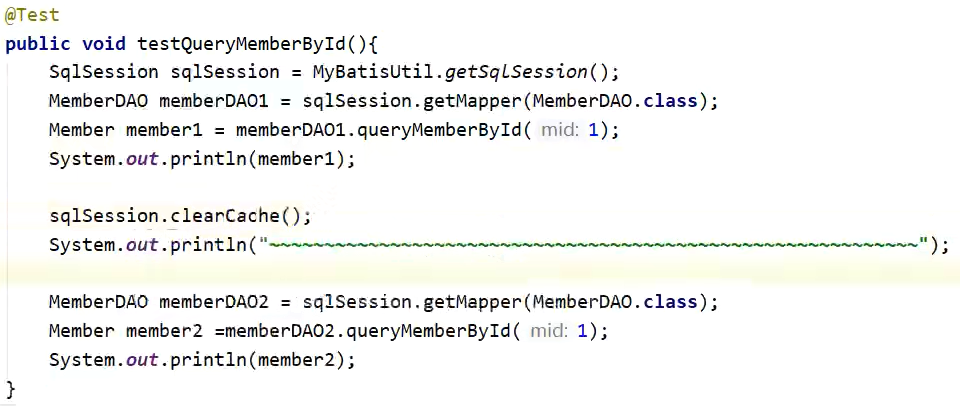 @Test
public void testQueryMemberById(){
SqlSession sqlSession = MyBatisUtil.getSqlSession();
MemberDAO memberDAO1 = sqlSession.getMapper(MemberDAO.class);
Member member1 = memberDAO1.queryMemberById( mid: 1);
System.out.println(member1);
sqlSession.clearCache();
System.out.println("~~~~~~~~~~~~~~~~~~~~~~~~~~~~~~~~~~~~~~~~~~~~~~~~~~~~~~~~~~~");
MemberDAO memberDAO2 = sqlSession.getMapper(MemberDAO.class);
Member member2 =memberDAO2.queryMemberById( mid: 1);
System.out.println(member2);
}